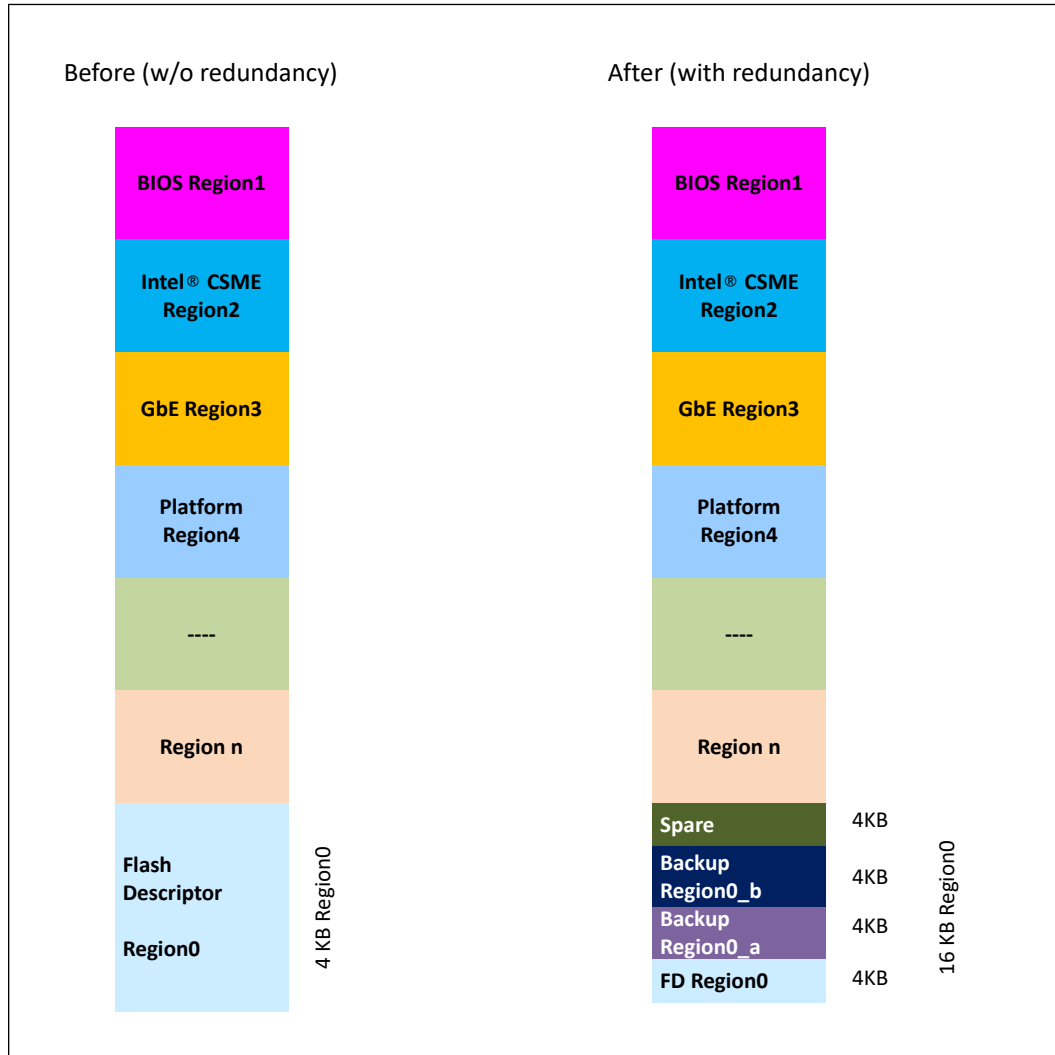 Before (w/o redundancy)
BIOS Region1
Intel® CSME
Region2
GbE Region3
Platform
Region4
----
Region n
Flash
Descriptor
Region0
4 KB Region0
After (with redundancy)
BIOS Region1
Intel® CSME
Region2
GbE Region3
Platform
Region4
----
Region n
Spare
4KB
Backup
Region0_b
4KB
Backup
Region0_a
4KB
FD Region0
4KB
16 KB Region0